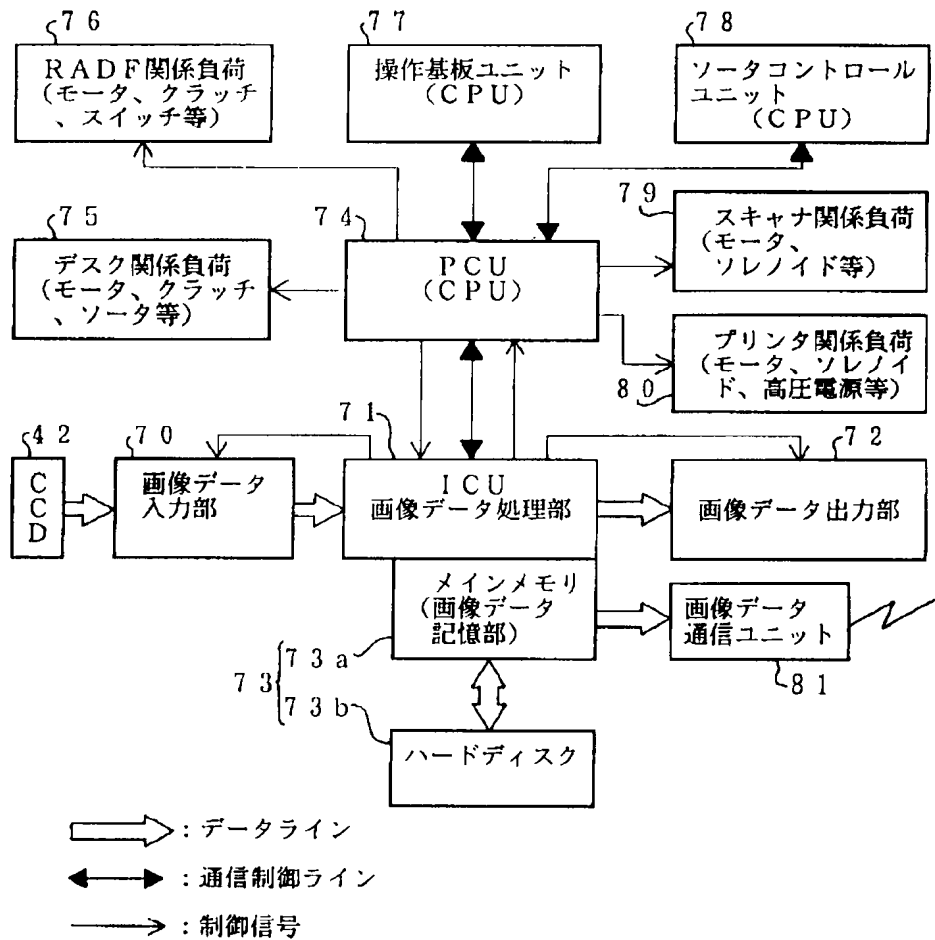 ７６
ＲＡＤＦ関係負荷
（モータ、クラッチ
、スイッチ等）
７７
操作基板ユニット
（ＣＰＵ）
７８
ソータコントロール
ユニット
（ＣＰＵ）
７５
デスク関係負荷
（モータ、クラッチ
、ソータ等）
７４
ＰＣＵ
（ＣＰＵ）
７９
スキャナ関係負荷
（モータ、
ソレノイド等）
プリンタ関係負荷
（モータ、ソレノイ
ド、高圧電源等）
８０
４２
ＣＣＤ
７０
画像データ
入力部
７１
ＩＣＵ
画像データ処理部
７２
画像データ出力部
メインメモリ
（画像データ
記憶部）
画像データ
通信ユニット
８１
７３
７３ａ
７３ｂ
ハードディスク
：データライン
：通信制御ライン
：制御信号